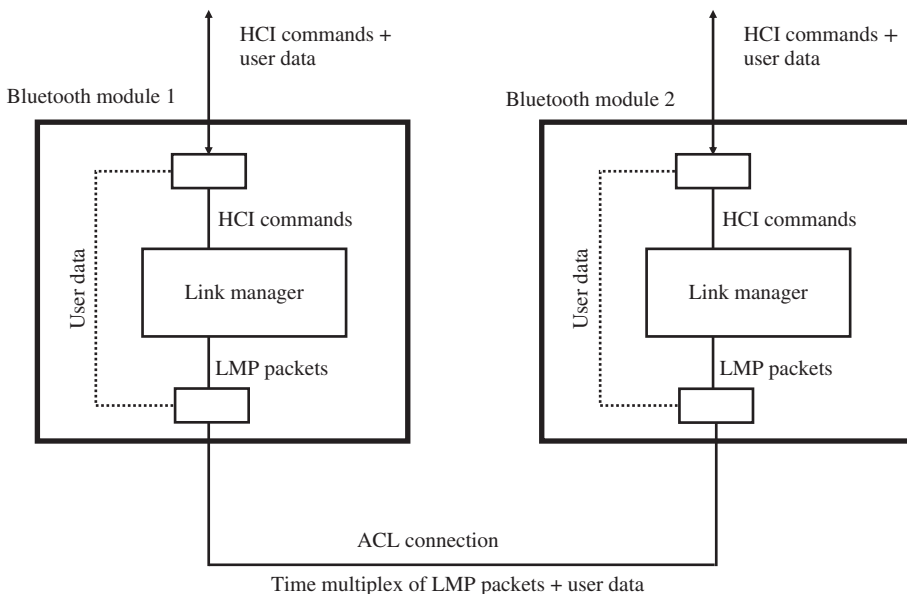 HCI commands +
user data
HCI commands +
user data
Bluetooth module 1
Bluetooth module 2
HCI commands
HCI commands
User data
Link manager
User data
Link manager
LMP packets
LMP packets
ACL connection
Time multiplex of LMP packets + user data